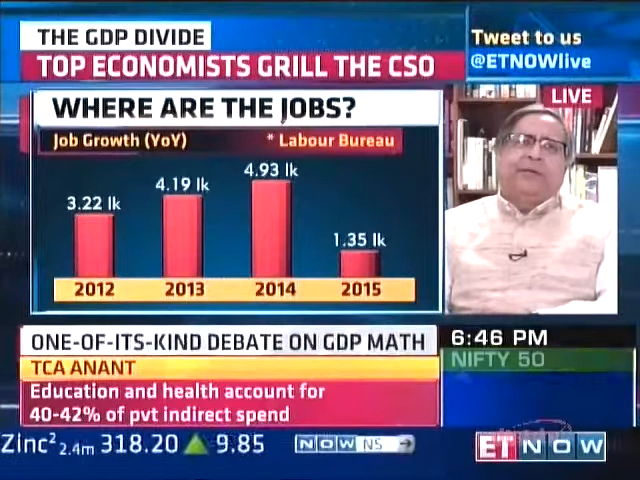 THE GDP DIVIDE
TOP ECONOMISTS GRILL THE CSO
Tweet to us
@ETNOWlive
LIVE
WHERE ARE THE JOBS?
Job Growth (YoY) * Labour Bureau
3.22 lk
4.19 lk
4.93 lk
1.35 lk
2012 2013 2014 2015
ONE-OF-ITS-KIND DEBATE ON GDP MATH
TCA ANANT
Education and health account for
40-42% of pvt indirect spend
6:46 PM
NIFTY 50
Zinc² 2.4m 318.20 ▲ 9.85 NOW NS
ET NOW